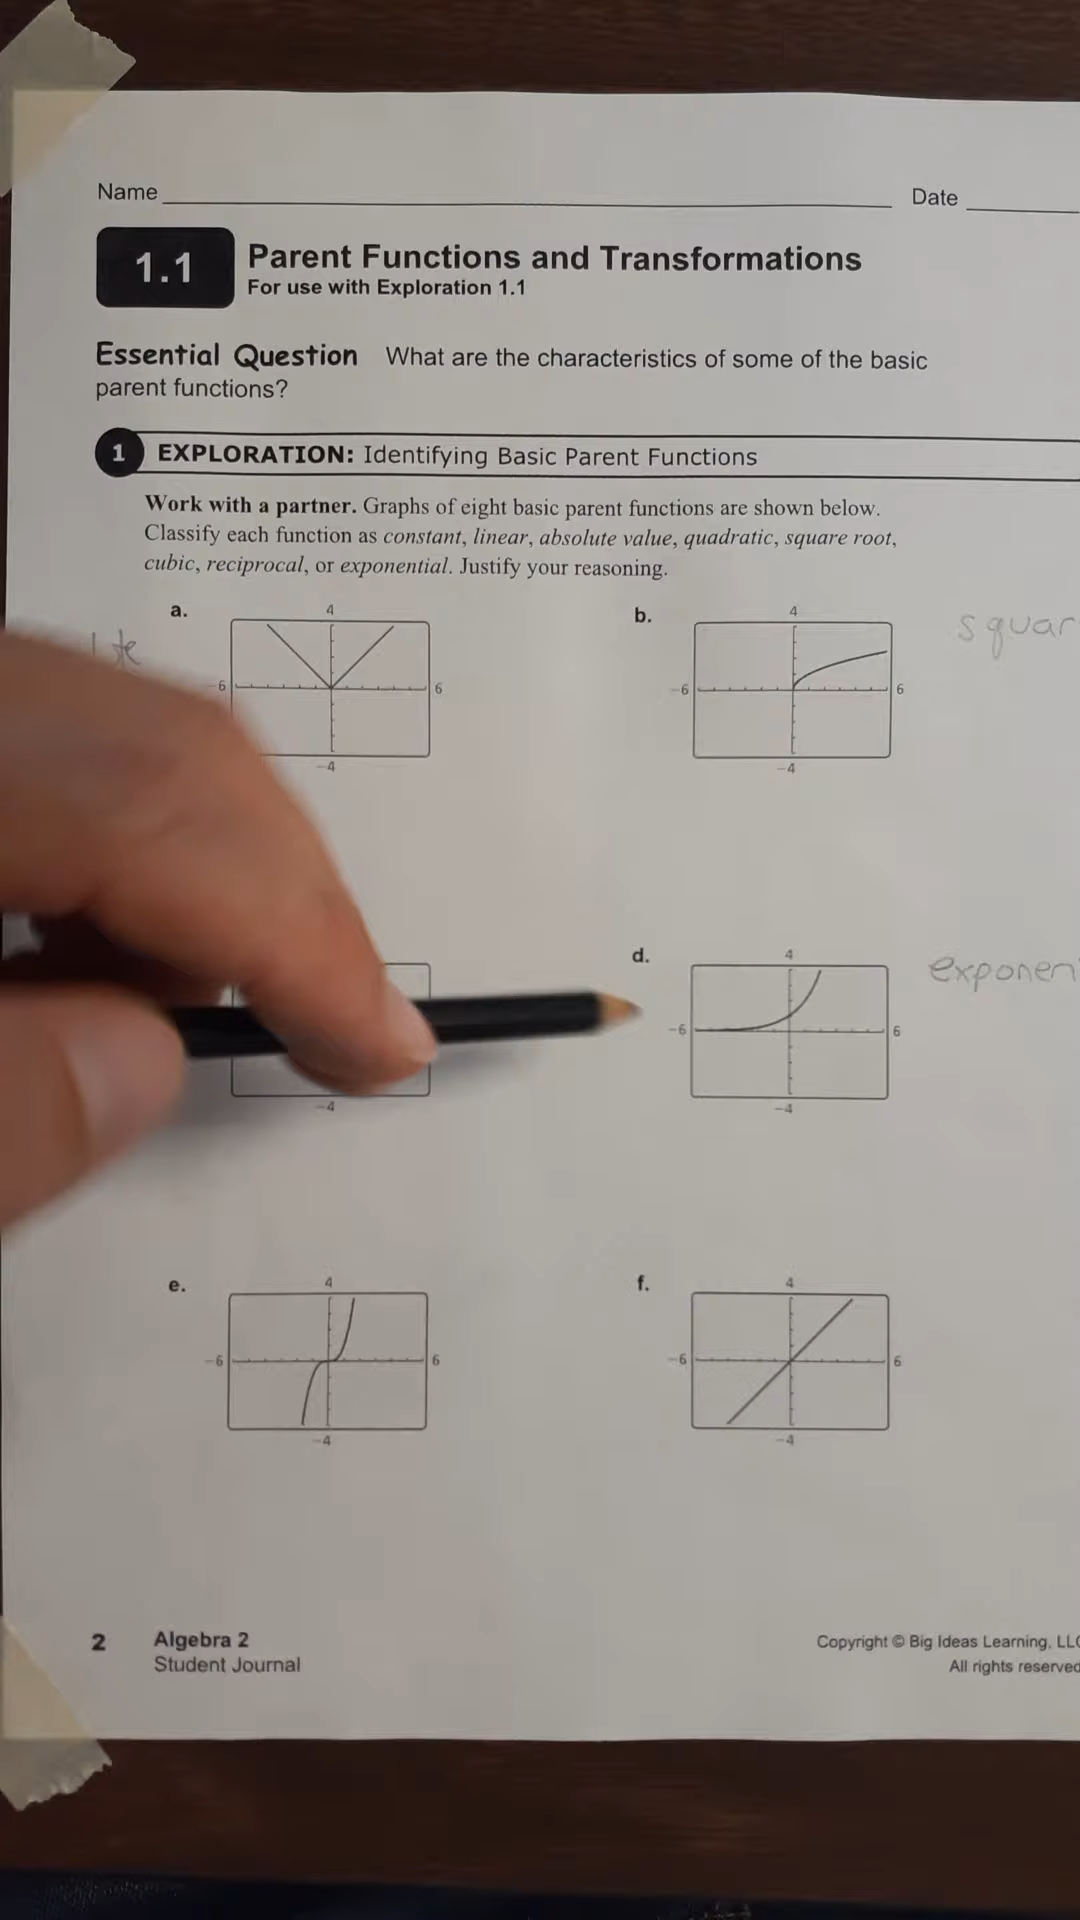 Name
Date
1.1
Parent Functions and Transformations
For use with Exploration 1.1
Essential Question What are the characteristics of some of the basic
parent functions?
1 EXPLORATION: Identifying Basic Parent Functions
Work with a partner. Graphs of eight basic parent functions are shown below.
Classify each function as constant, linear, absolute value, quadratic, square root,
cubic, reciprocal, or exponential. Justify your reasoning.
a.
4
-6
6
-4
b.
4
-6
6
-4
squar
-4
d.
4
-6
6
-4
exponen
e.
4
-6
6
-4
f.
4
-6
6
-4
2
Algebra 2
Student Journal
Copyright © Big Ideas Learning, LLC
All rights reserved